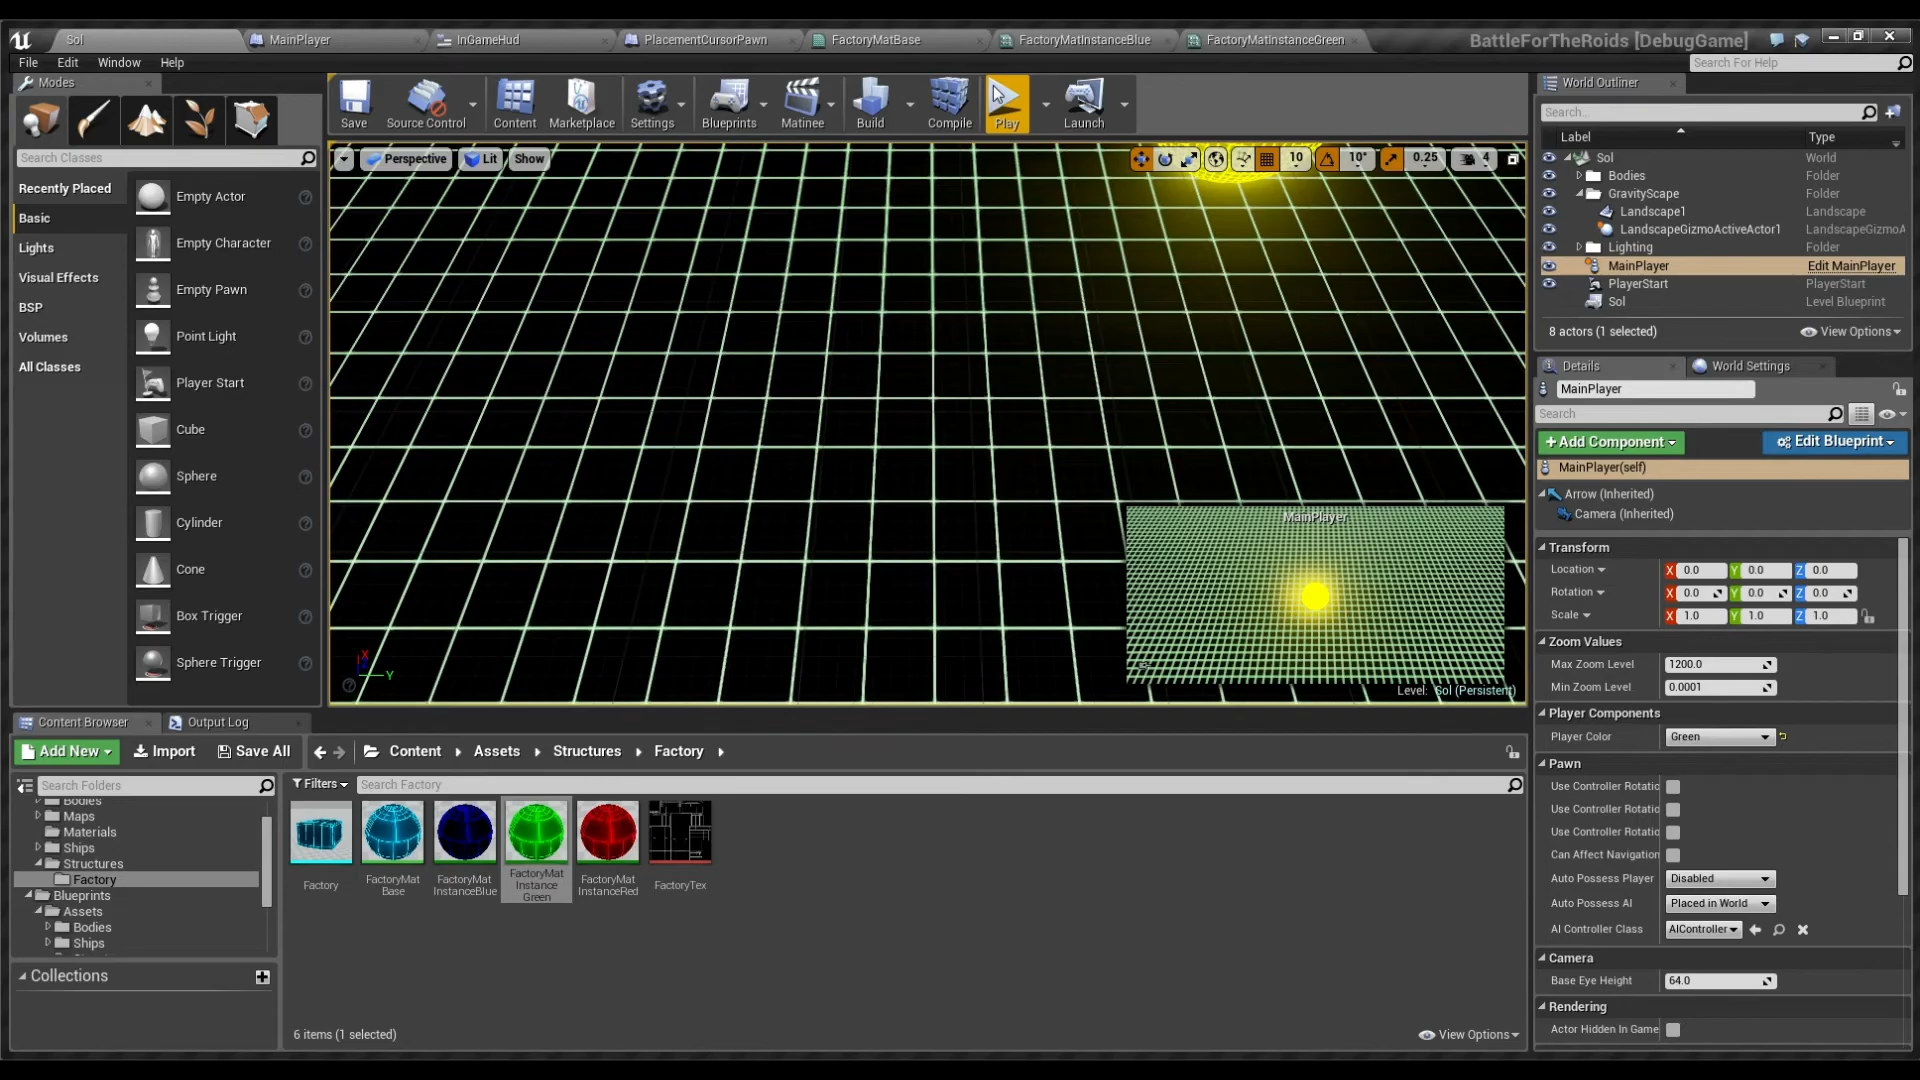 Sol
MainPlayer
InGameHud
PlacementCursorPawn
FactoryMatBase
FactoryMatInstanceBlue
FactoryMatInstanceGreen
BattleForTheRoids [DebugGame]
File Edit Window Help
Search For Help
Modes
Search Classes
Recently Placed
Basic
Lights
Visual Effects
BSP
Volumes
All Classes
Empty Actor
Empty Character
Empty Pawn
Point Light
Player Start
Cube
Sphere
Cylinder
Cone
Box Trigger
Sphere Trigger
Save
Source Control
Content
Marketplace
Settings
Blueprints
Matinee
Build
Compile
Play
Launch
Perspective
Lit
Show
10
10°
0.25
4
X
Y
MainPlayer
Level: Sol (Persistent)
World Outliner
Search...
Label Type
Sol World
Bodies Folder
GravityScape Folder
Landscape1 Landscape
LandscapeGizmoActiveActor1 LandscapeGizmoA
Lighting Folder
MainPlayer Edit MainPlayer
PlayerStart PlayerStart
Sol Level Blueprint
8 actors (1 selected)
View Options
Details
World Settings
MainPlayer
Search
+Add Component
Edit Blueprint
MainPlayer(self)
Arrow (Inherited)
Camera (Inherited)
Transform
Location X 0.0 Y 0.0 Z 0.0
Rotation X 0.0 Y 0.0 Z 0.0
Scale X 1.0 Y 1.0 Z 1.0
Zoom Values
Max Zoom Level 1200.0
Min Zoom Level 0.0001
Player Components
Player Color Green
Pawn
Use Controller Rotatio
Use Controller Rotatio
Use Controller Rotatio
Can Affect Navigation
Auto Possess Player Disabled
Auto Possess AI Placed in World
AI Controller Class AIController
Camera
Base Eye Height 64.0
Rendering
Actor Hidden In Game
Content Browser
Output Log
Add New
Import
Save All
Content
Assets
Structures
Factory
Search Folders
Filters
Search Factory
Bodies
Maps
Materials
Ships
Structures
Factory
Blueprints
Assets
Bodies
Ships
Collections
Factory
FactoryMat
Base
FactoryMat
InstanceBlue
FactoryMat
Instance
Green
FactoryMat
InstanceRed
FactoryTex
6 items (1 selected)
View Options